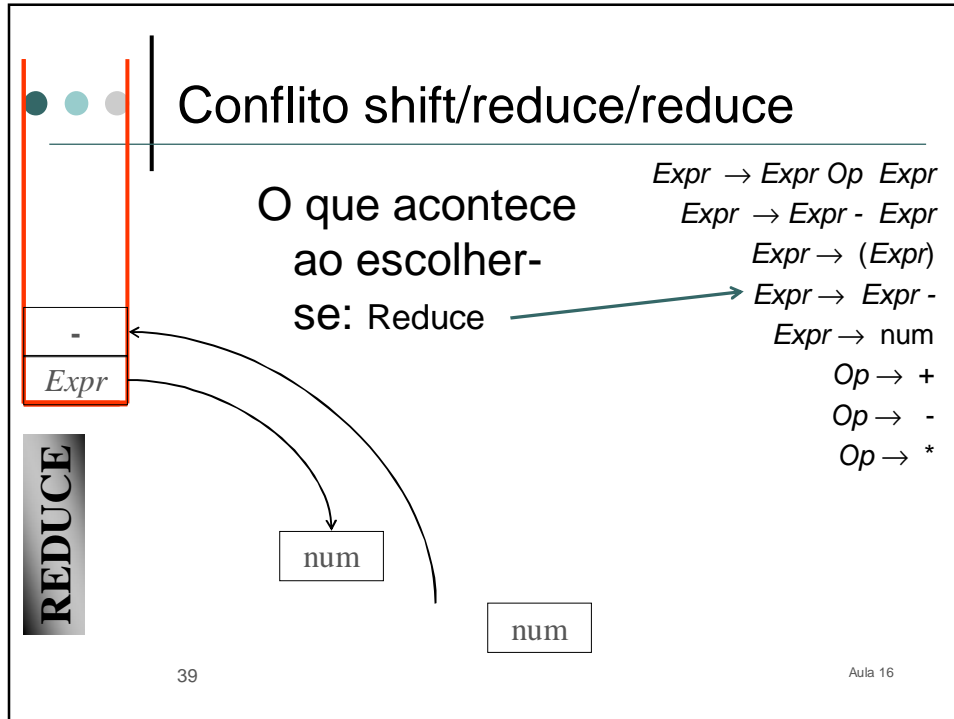 Conflito shift/reduce/reduce
O que acontece
ao escolher-
se: Reduce
Expr → Expr Op Expr
Expr → Expr - Expr
Expr → (Expr)
Expr → Expr -
Expr → num
Op → +
Op → -
Op → *
-
Expr
REDUCE
num
num
39
Aula 16